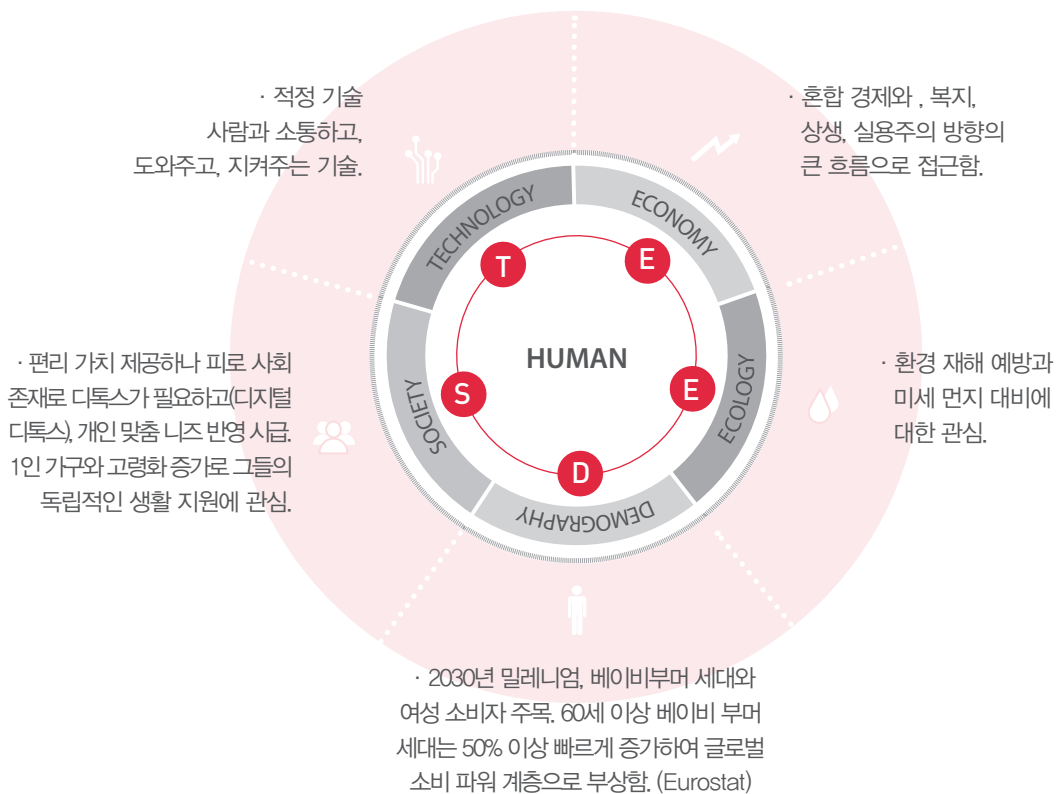 · 적정 기술
사람과 소통하고,
도와주고, 지켜주는 기술.
· 혼합 경제와 , 복지,
상생, 실용주의 방향의
큰 흐름으로 접근함.
TECHNOLOGY
ECONOMY
T
E
HUMAN
· 편리 가치 제공하나 피로 사회
존재로 디톡스가 필요하고(디지털
디톡스), 개인 맞춤 니즈 반영 시급.
1인 가구와 고령화 증가로 그들의
독립적인 생활 지원에 관심.
SOCIETY
S
E
ECOLOGY
· 환경 재해 예방과
미세 먼지 대비에
대한 관심.
D
DEMOGRAPHY
· 2030년 밀레니엄, 베이비부머 세대와
여성 소비자 주목. 60세 이상 베이비 부머
세대는 50% 이상 빠르게 증가하여 글로벌
소비 파워 계층으로 부상함. (Eurostat)